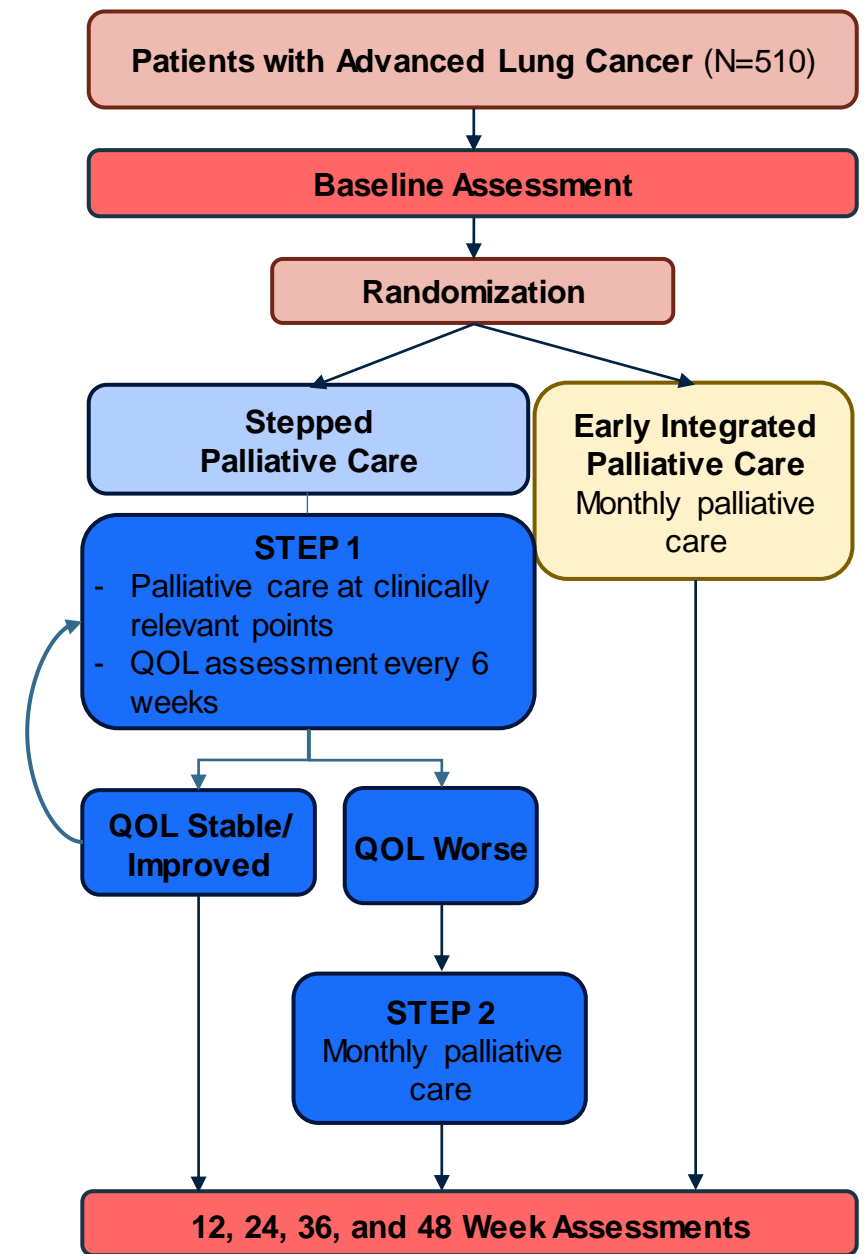 Patients with Advanced Lung Cancer (N=510)
Baseline Assessment
Randomization
Stepped
Palliative Care
Early Integrated
Palliative Care
Monthly palliative
care
STEP 1
- Palliative care at clinically
relevant points
- QOL assessment every 6
weeks
QOL Stable/
Improved
QOL Worse
STEP 2
Monthly palliative
care
12, 24, 36, and 48 Week Assessments